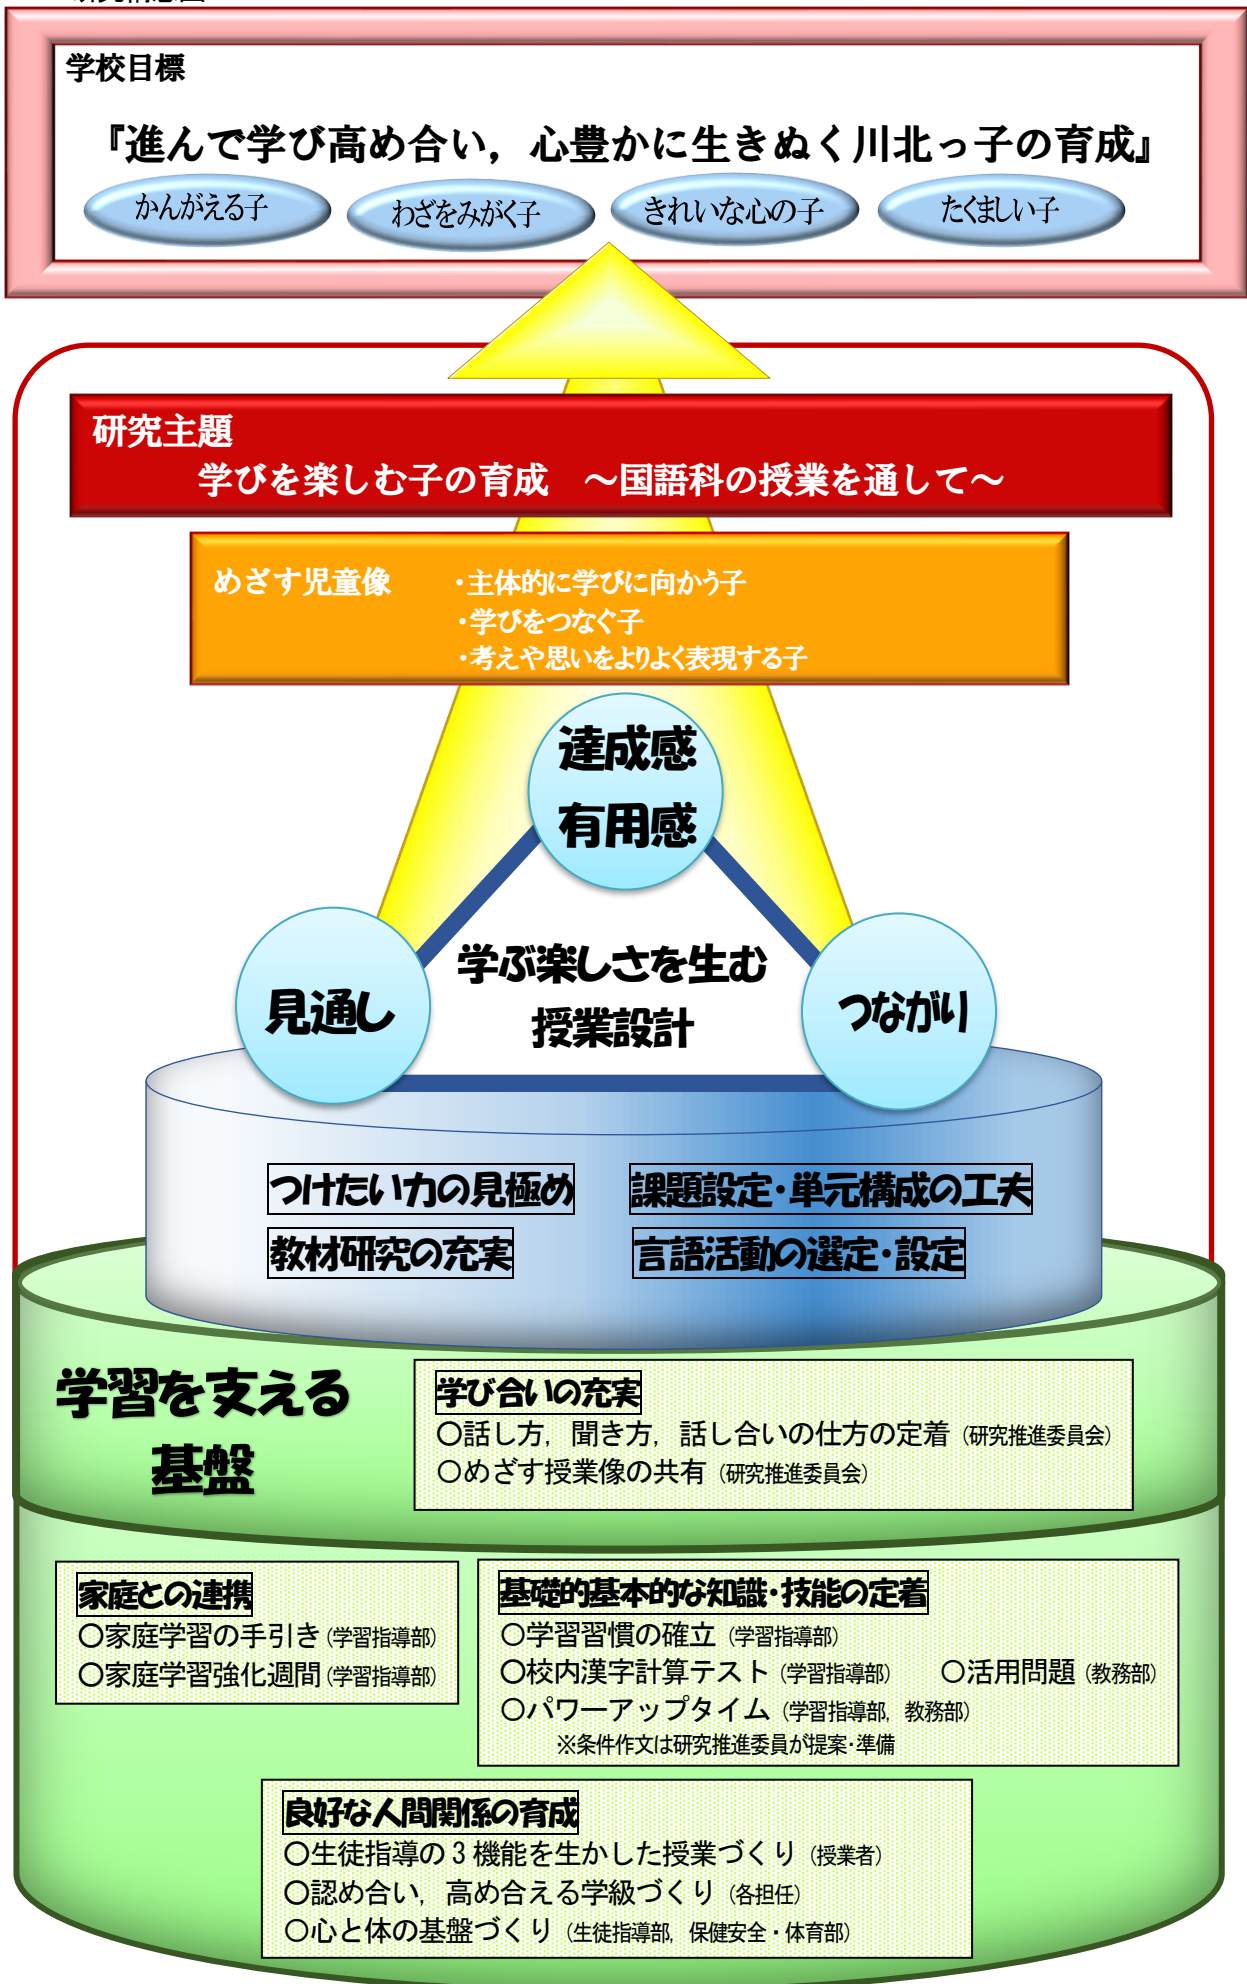 学校目標
『進んで学び高め合い，心豊かに生きぬく川北っ子の育成』
かんがえる子
わざをみがく子
きれいな心の子
たくましい子
研究主題
学びを楽しむ子の育成　～国語科の授業を通して～
めざす児童像　・主体的に学びに向かう子
・学びをつなぐ子
・考えや思いをよりよく表現する子
達成感
有用感
見通し
学ぶ楽しさを生む
授業設計
つながり
つけたい力の見極め
課題設定・単元構成の工夫
教材研究の充実
言語活動の選定・設定
学習を支える
基盤
学び合いの充実
○話し方，聞き方，話し合いの仕方の定着（研究推進委員会）
○めざす授業像の共有（研究推進委員会）
家庭との連携
○家庭学習の手引き（学習指導部）
○家庭学習強化週間（学習指導部）
基礎的基本的な知識・技能の定着
○学習習慣の確立（学習指導部）
○校内漢字計算テスト（学習指導部）　○活用問題（教務部）
○パワーアップタイム（学習指導部，教務部）
※条件作文は研究推進委員が提案・準備
良好な人間関係の育成
○生徒指導の３機能を生かした授業づくり（授業者）
○認め合い，高め合える学級づくり（各担任）
○心と体の基盤づくり（生徒指導部，保健安全・体育部）